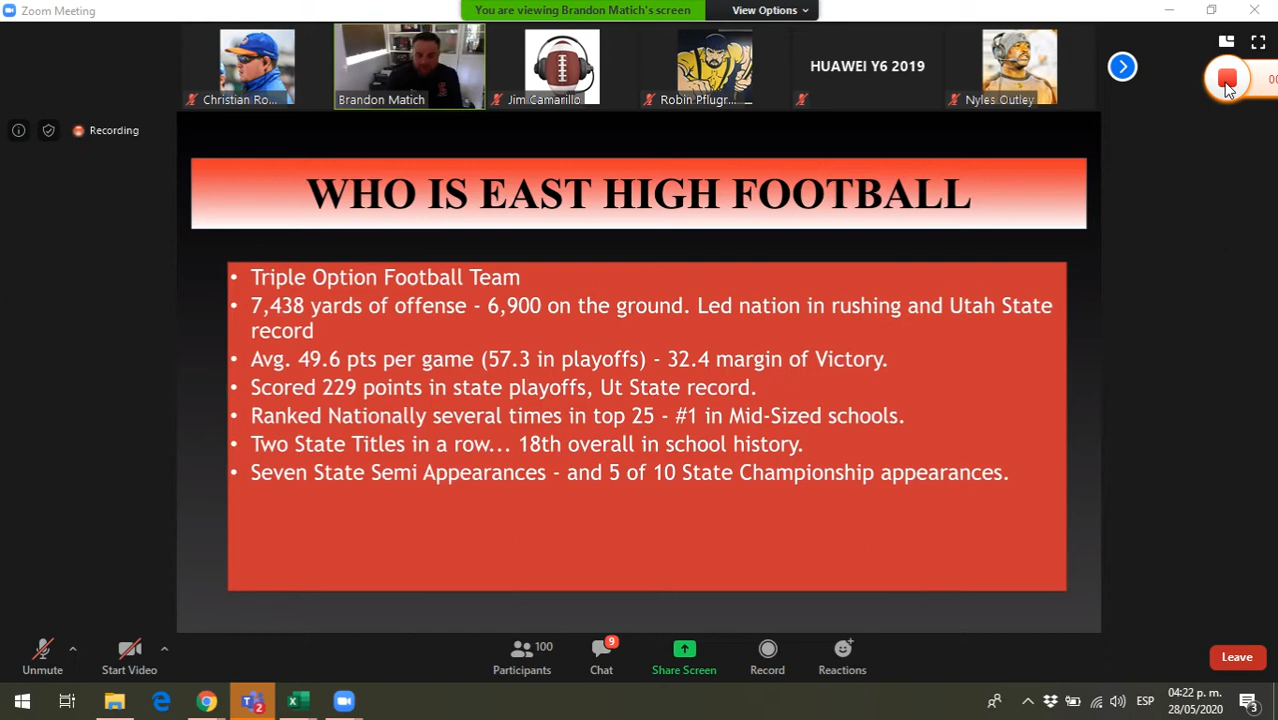 Zoom Meeting
You are viewing Brandon Matich's screen
View Options
Christian Ro...
Brandon Matich
Jim Camarillo
Robin Pflugr...
HUAWEI Y6 2019
Nyles Outley
00
Recording
WHO IS EAST HIGH FOOTBALL
• Triple Option Football Team
• 7,438 yards of offense - 6,900 on the ground. Led nation in rushing and Utah State
record
• Avg. 49.6 pts per game (57.3 in playoffs) - 32.4 margin of Victory.
• Scored 229 points in state playoffs, Ut State record.
• Ranked Nationally several times in top 25 - #1 in Mid-Sized schools.
• Two State Titles in a row... 18th overall in school history.
• Seven State Semi Appearances - and 5 of 10 State Championship appearances.
100
9
Unmute
Start Video
Participants
Chat
Share Screen
Record
Reactions
Leave
2
ESP
04:22 p. m.
28/05/2020
3